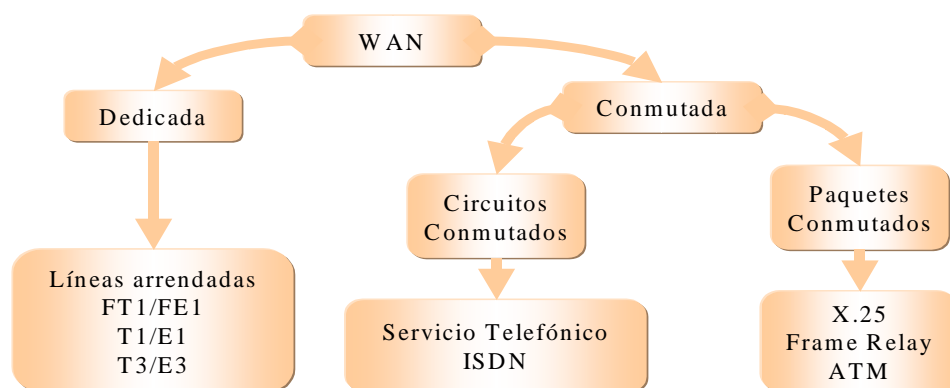 WAN
Dedicada
Conmutada
Circuitos
Conmutados
Paquetes
Conmutados
Líneas arrendadas
FT1/FE1
T1/E1
T3/E3
Servicio Telefónico
ISDN
X.25
Frame Relay
ATM